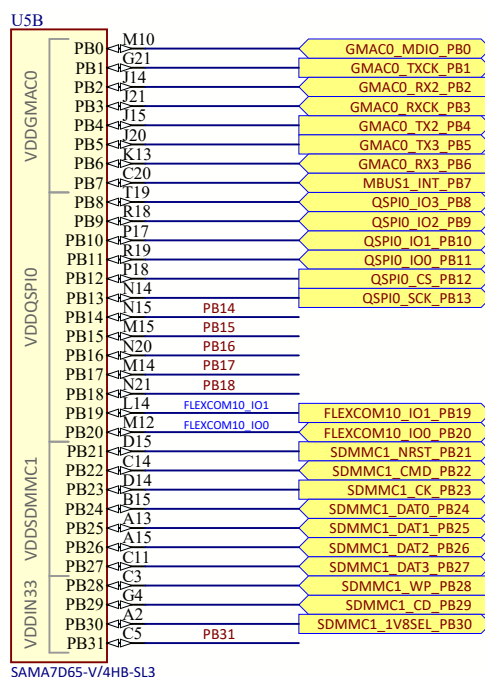 U5B
VDDGMAC0
VDDQSPI0
VDDSDMMC1
VDDIN33
PB0 M10 GMAC0_MDIO_PB0
PB1 G21 GMAC0_TXCK_PB1
PB2 J14 GMAC0_RX2_PB2
PB3 J21 GMAC0_RXCK_PB3
PB4 J15 GMAC0_TX2_PB4
PB5 J20 GMAC0_TX3_PB5
PB6 K13 GMAC0_RX3_PB6
PB7 C20 MBUS1_INT_PB7
PB8 T19 QSPI0_IO3_PB8
PB9 R18 QSPI0_IO2_PB9
PB10 P17 QSPI0_IO1_PB10
PB11 R19 QSPI0_IO0_PB11
PB12 P18 QSPI0_CS_PB12
PB13 N14 QSPI0_SCK_PB13
PB14 N15 PB14
PB15 M15 PB15
PB16 N20 PB16
PB17 M14 PB17
PB18 N21 PB18
PB19 L14 FLEXCOM10_IO1 FLEXCOM10_IO1_PB19
PB20 M12 FLEXCOM10_IO0 FLEXCOM10_IO0_PB20
PB21 D15 SDMMC1_NRST_PB21
PB22 C14 SDMMC1_CMD_PB22
PB23 D14 SDMMC1_CK_PB23
PB24 B15 SDMMC1_DAT0_PB24
PB25 A13 SDMMC1_DAT1_PB25
PB26 A15 SDMMC1_DAT2_PB26
PB27 C11 SDMMC1_DAT3_PB27
PB28 C3 SDMMC1_WP_PB28
PB29 G4 SDMMC1_CD_PB29
PB30 A2 SDMMC1_1V8SEL_PB30
PB31 C5 PB31
SAMA7D65-V/4HB-SL3